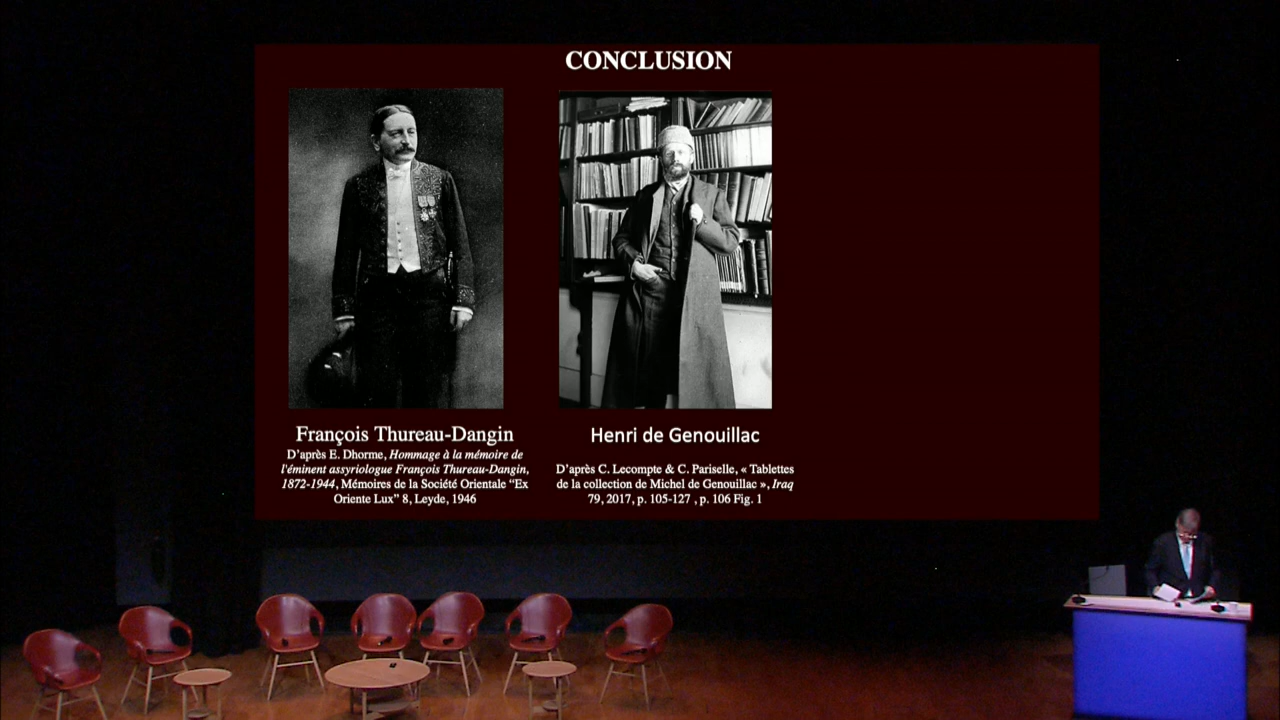 CONCLUSION
François Thureau-Dangin
D'après E. Dhorme, Hommage à la mémoire de
l'éminent assyriologue François Thureau-Dangin,
1872-1944, Mémoires de la Société Orientale “Ex
Oriente Lux” 8, Leyde, 1946
Henri de Genouillac
D'après C. Lecompte & C. Pariselle, « Tablettes
de la collection de Michel de Genouillac », Iraq
79, 2017, p. 105-127 , p. 106 Fig. 1